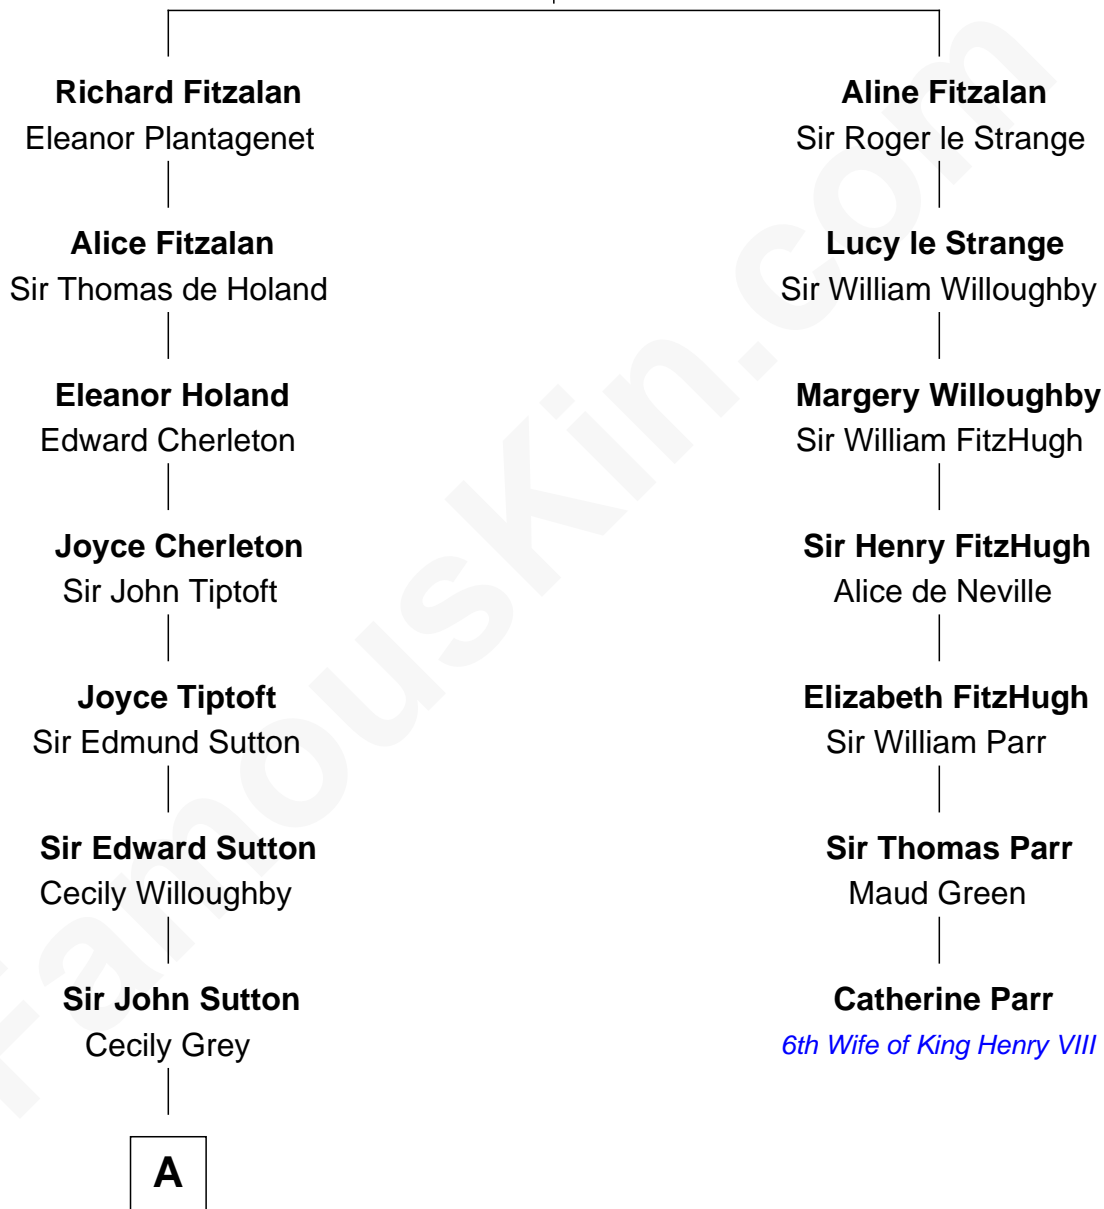 Richard Fitzalan
Eleanor Plantagenet
Alice Fitzalan
Sir Thomas de Holand
Eleanor Holand
Edward Cherleton
Joyce Cherleton
Sir John Tiptoft
Joyce Tiptoft
Sir Edmund Sutton
Sir Edward Sutton
Cecily Willoughby
Sir John Sutton
Cecily Grey
A
Aline Fitzalan
Sir Roger le Strange
Lucy le Strange
Sir William Willoughby
Margery Willoughby
Sir William FitzHugh
Sir Henry FitzHugh
Alice de Neville
Elizabeth FitzHugh
Sir William Parr
Sir Thomas Parr
Maud Green
Catherine Parr
6th Wife of King Henry VIII
FamousKin.com